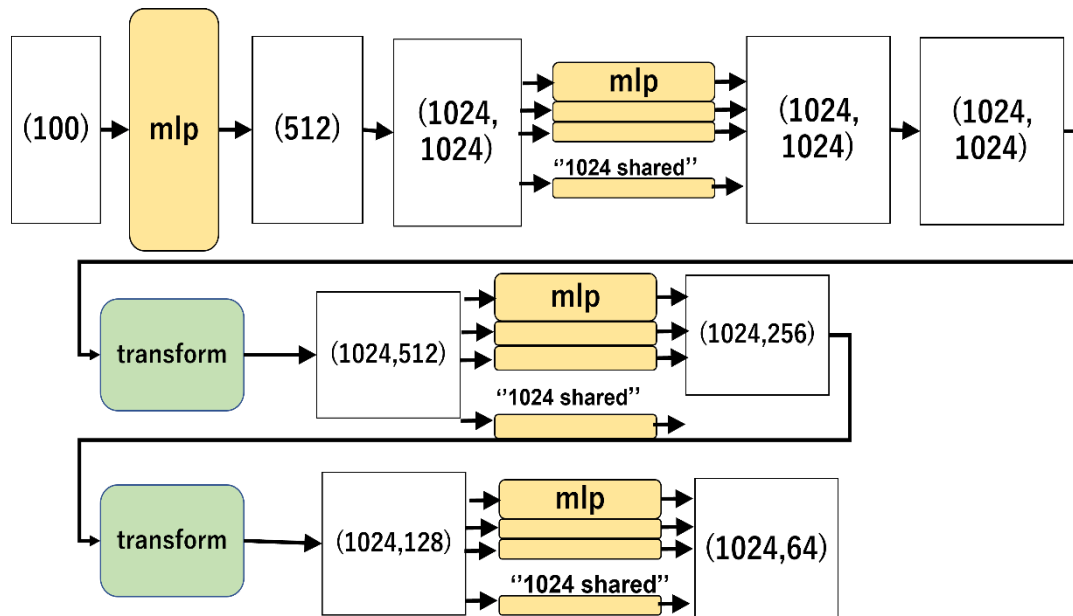 (100)
mlp
(512)
(1024,
1024)
mlp
‘‘1024 shared’’
(1024,
1024)
(1024,
1024)
transform
(1024,512)
mlp
‘‘1024 shared’’
(1024,256)
transform
(1024,128)
mlp
‘‘1024 shared’’
(1024,64)